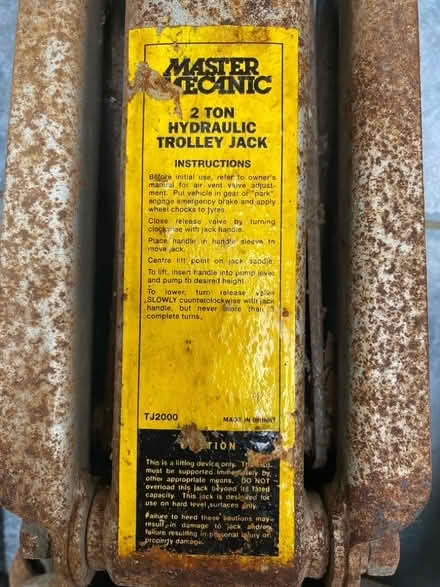 MASTER
MECANIC
2 TON
HYDRAULIC
TROLLEY JACK
INSTRUCTIONS
Before initial use, refer to owner's
manual for air vent valve adjust-
ment. Put vehicle in gear or "park"
engage emergency brake and apply
wheel chocks to tyres.
Close release valve by turning
clockwise with jack handle.
Place handle in handle sleeve to
move jack.
Centre lift point on jack saddle.
To lift, insert handle into pump lever
and pump to desired height.
To lower, turn release valve
SLOWLY counterclockwise with jack
handle, but never more than
complete turns.
TJ2000
MADE IN
This is a lifting device only. The load
must be supported immediately by
other appropriate means. DO NOT
overload this jack beyond its rated
capacity. This jack is designed for
use on hard level surfaces only.
Failure to heed these cautions may
result in damage to jack and/or
failure resulting in personal injury or
property damage.